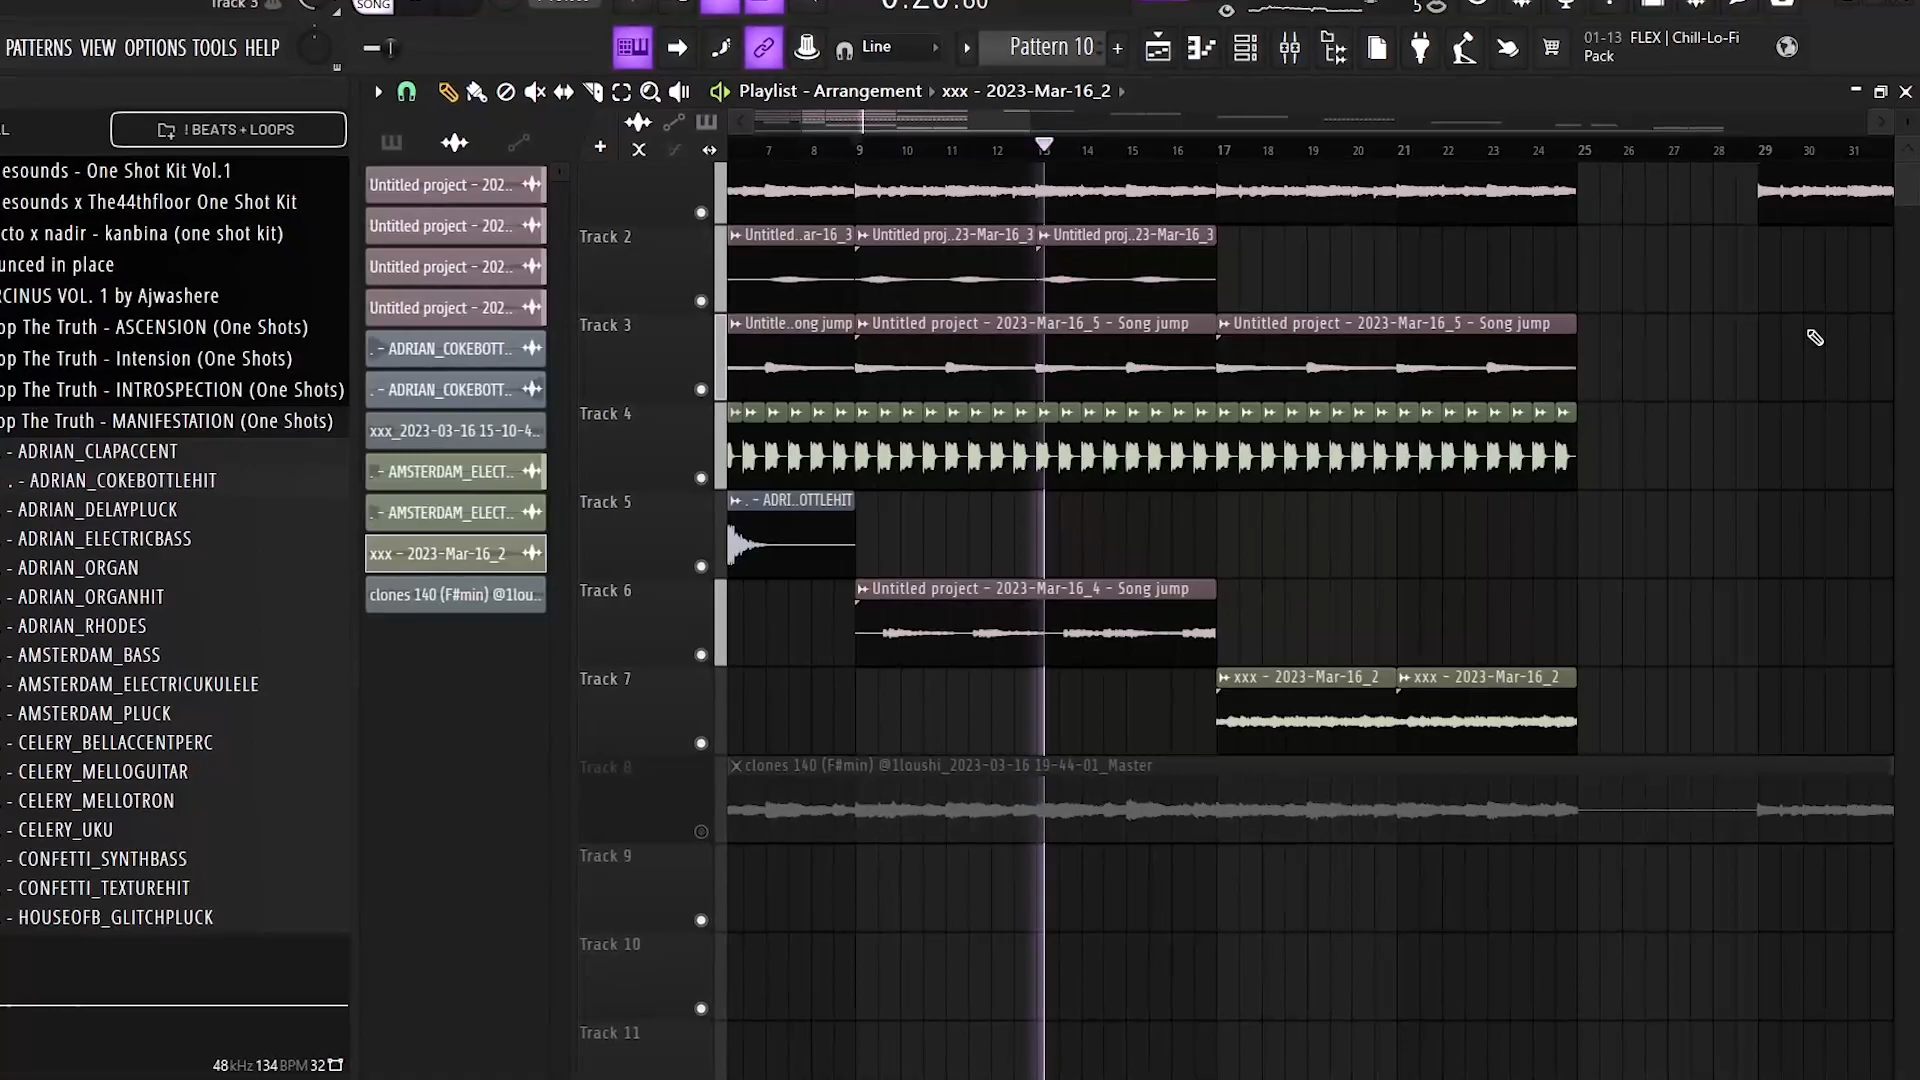 Track 3
SONG
0:20:80
5
PATTERNS VIEW OPTIONS TOOLS HELP
Line
Pattern 10
01-13 FLEX | Chill-Lo-Fi
Pack
Playlist - Arrangement
xxx - 2023-Mar-16_2
! BEATS + LOOPS
7 8 9 10 11 12 13 14 15 16 17 18 19 20 21 22 23 24 25 26 27 28 29 30 31
esounds - One Shot Kit Vol.1
esounds x The44thfloor One Shot Kit
cto x nadir - kanbina (one shot kit)
unced in place
RCINUS VOL. 1 by Ajwashere
op The Truth - ASCENSION (One Shots)
op The Truth - Intension (One Shots)
op The Truth - INTROSPECTION (One Shots)
op The Truth - MANIFESTATION (One Shots)
. - ADRIAN_CLAPACCENT
. - ADRIAN_COKEBOTTLEHIT
. - ADRIAN_DELAYPLUCK
. - ADRIAN_ELECTRICBASS
. - ADRIAN_ORGAN
. - ADRIAN_ORGANHIT
. - ADRIAN_RHODES
. - AMSTERDAM_BASS
. - AMSTERDAM_ELECTRICUKULELE
. - AMSTERDAM_PLUCK
. - CELERY_BELLACCENTPERC
. - CELERY_MELLOGUITAR
. - CELERY_MELLOTRON
. - CELERY_UKU
. - CONFETTI_SYNTHBASS
. - CONFETTI_TEXTUREHIT
. - HOUSEOFB_GLITCHPLUCK
48kHz 134 BPM 32
Untitled project - 202..
Untitled project - 202..
Untitled project - 202..
Untitled project - 202..
. - ADRIAN_COKEBOTT..
. - ADRIAN_COKEBOTT..
xxx_2023-03-16 15-10-4..
. - AMSTERDAM_ELECT..
. - AMSTERDAM_ELECT..
xxx - 2023-Mar-16_2
clones 140 (F#min) @1lou..
Track 2
Untitled..ar-16_3
Untitled proj..23-Mar-16_3
Untitled proj..23-Mar-16_3
Track 3
Untitle..ong jump
Untitled project - 2023-Mar-16_5 - Song jump
Untitled project - 2023-Mar-16_5 - Song jump
Track 4
Track 5
. - ADRI..OTTLEHIT
Track 6
Untitled project - 2023-Mar-16_4 - Song jump
Track 7
xxx - 2023-Mar-16_2
xxx - 2023-Mar-16_2
Track 8
clones 140 (F#min) @1loushi_2023-03-16 19-44-01_Master
Track 9
Track 10
Track 11